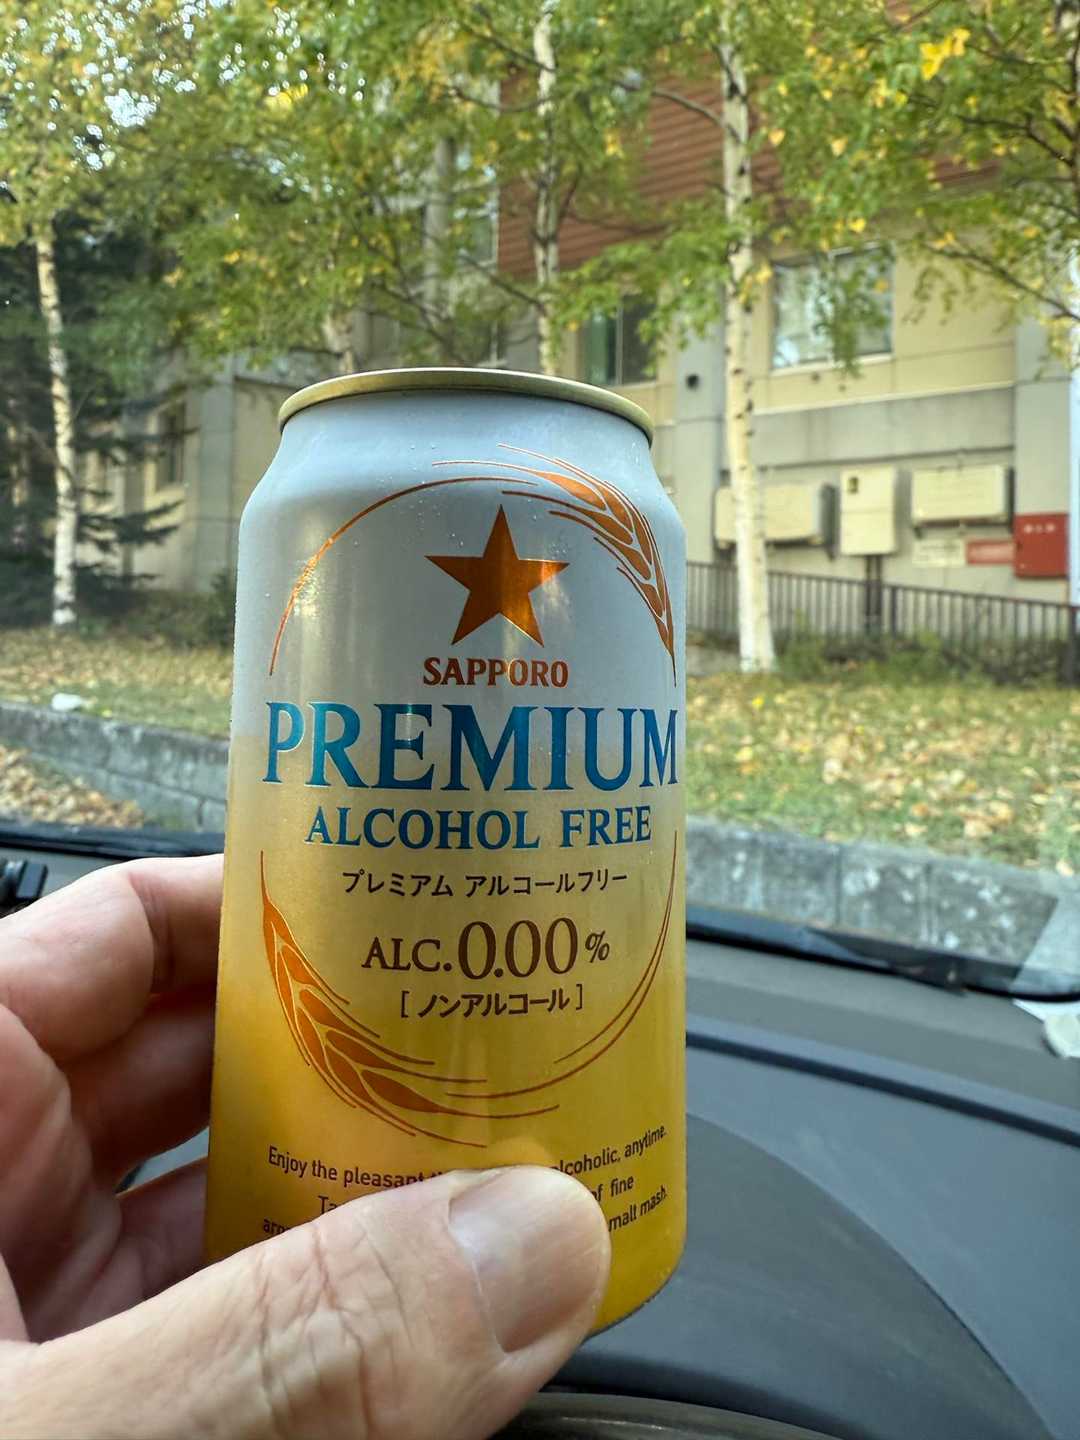 SAPPORO
PREMIUM
ALCOHOL FREE
プレミアム アルコールフリー
ALC.0.00%
[ノンアルコール]
Enjoy the pleasant alcoholic, anytime.
of fine
malt mash.